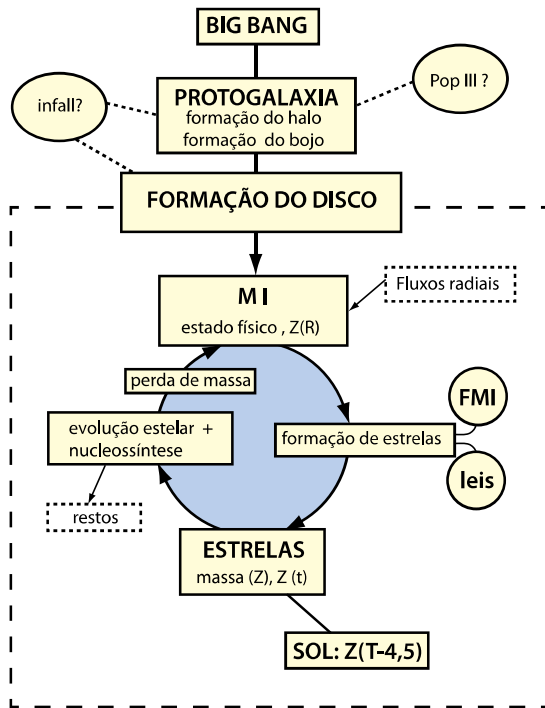 BIG BANG
infall?
Pop III ?
PROTOGALAXIA
formação do halo
formação do bojo
FORMAÇÃO DO DISCO
M I
estado físico , Z(R)
Fluxos radiais
perda de massa
FMI
evolução estelar +
nucleossíntese
formação de estrelas
leis
restos
ESTRELAS
massa (Z), Z (t)
SOL: Z(T-4,5)